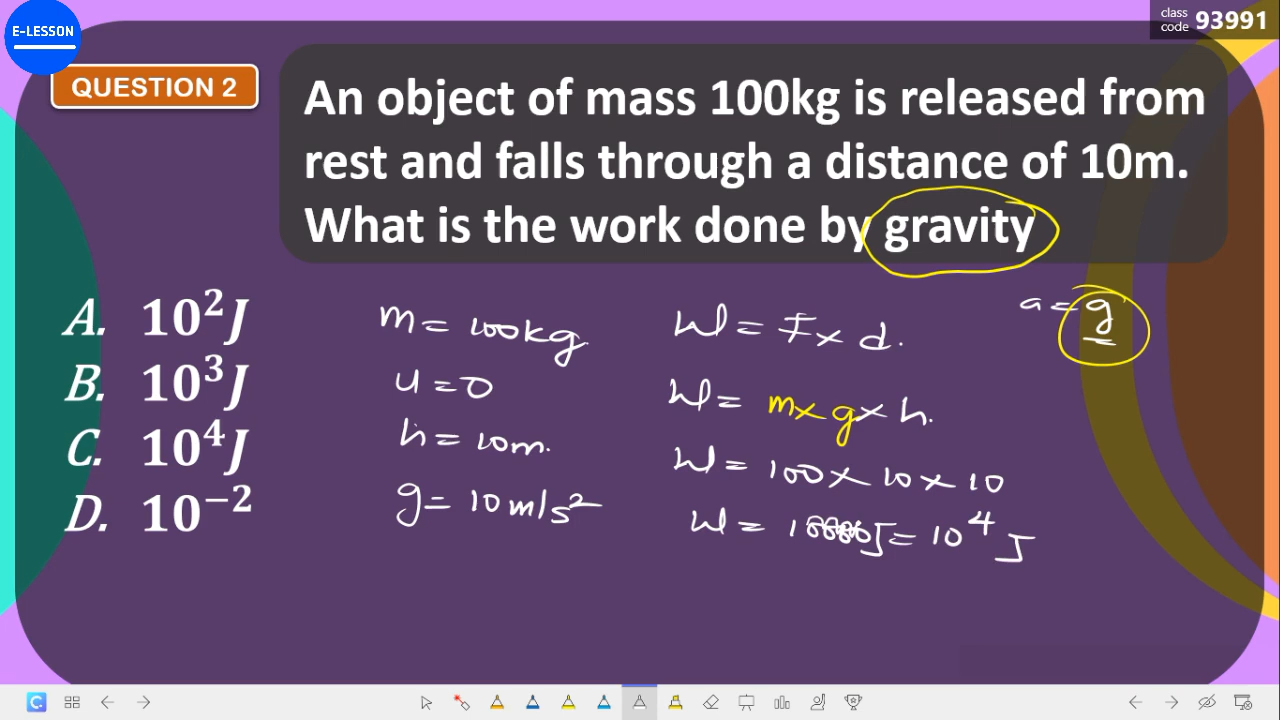 E-LESSON
class code 93991
QUESTION 2
An object of mass 100kg is released from
rest and falls through a distance of 10m.
What is the work done by gravity
A. 10²J
B. 10³J
C. 10⁴J
D. 10⁻²
m = 100kg
u = 0
h = 10m.
g = 10m/s²
W = F x d.
W = m x g x h.
W = 100 x 10 x 10
W = 10000J = 10⁴ J
a = g